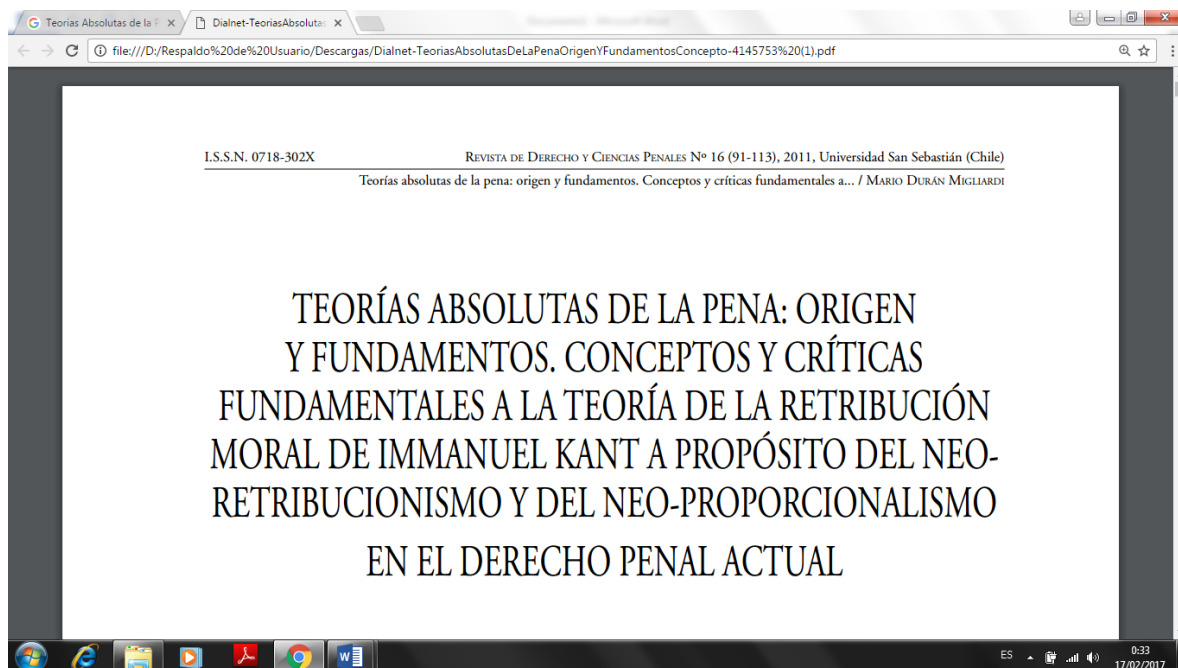 Teorias Absolutas de la
Dialnet-TeoriasAbsolutas
file:///D:/Respaldo%20de%20Usuario/Descargas/Dialnet-TeoriasAbsolutasDeLaPenaOrigenYFundamentosConcepto-4145753%20(1).pdf
I.S.S.N. 0718-302X Revista de Derecho y Ciencias Penales Nº 16 (91-113), 2011, Universidad San Sebastián (Chile)
Teorías absolutas de la pena: origen y fundamentos. Conceptos y críticas fundamentales a... / Mario Durán Migliardi
TEORÍAS ABSOLUTAS DE LA PENA: ORIGEN
Y FUNDAMENTOS. CONCEPTOS Y CRÍTICAS
FUNDAMENTALES A LA TEORÍA DE LA RETRIBUCIÓN
MORAL DE IMMANUEL KANT A PROPÓSITO DEL NEO-
RETRIBUCIONISMO Y DEL NEO-PROPORCIONALISMO
EN EL DERECHO PENAL ACTUAL
ES 0:33
17/02/2017